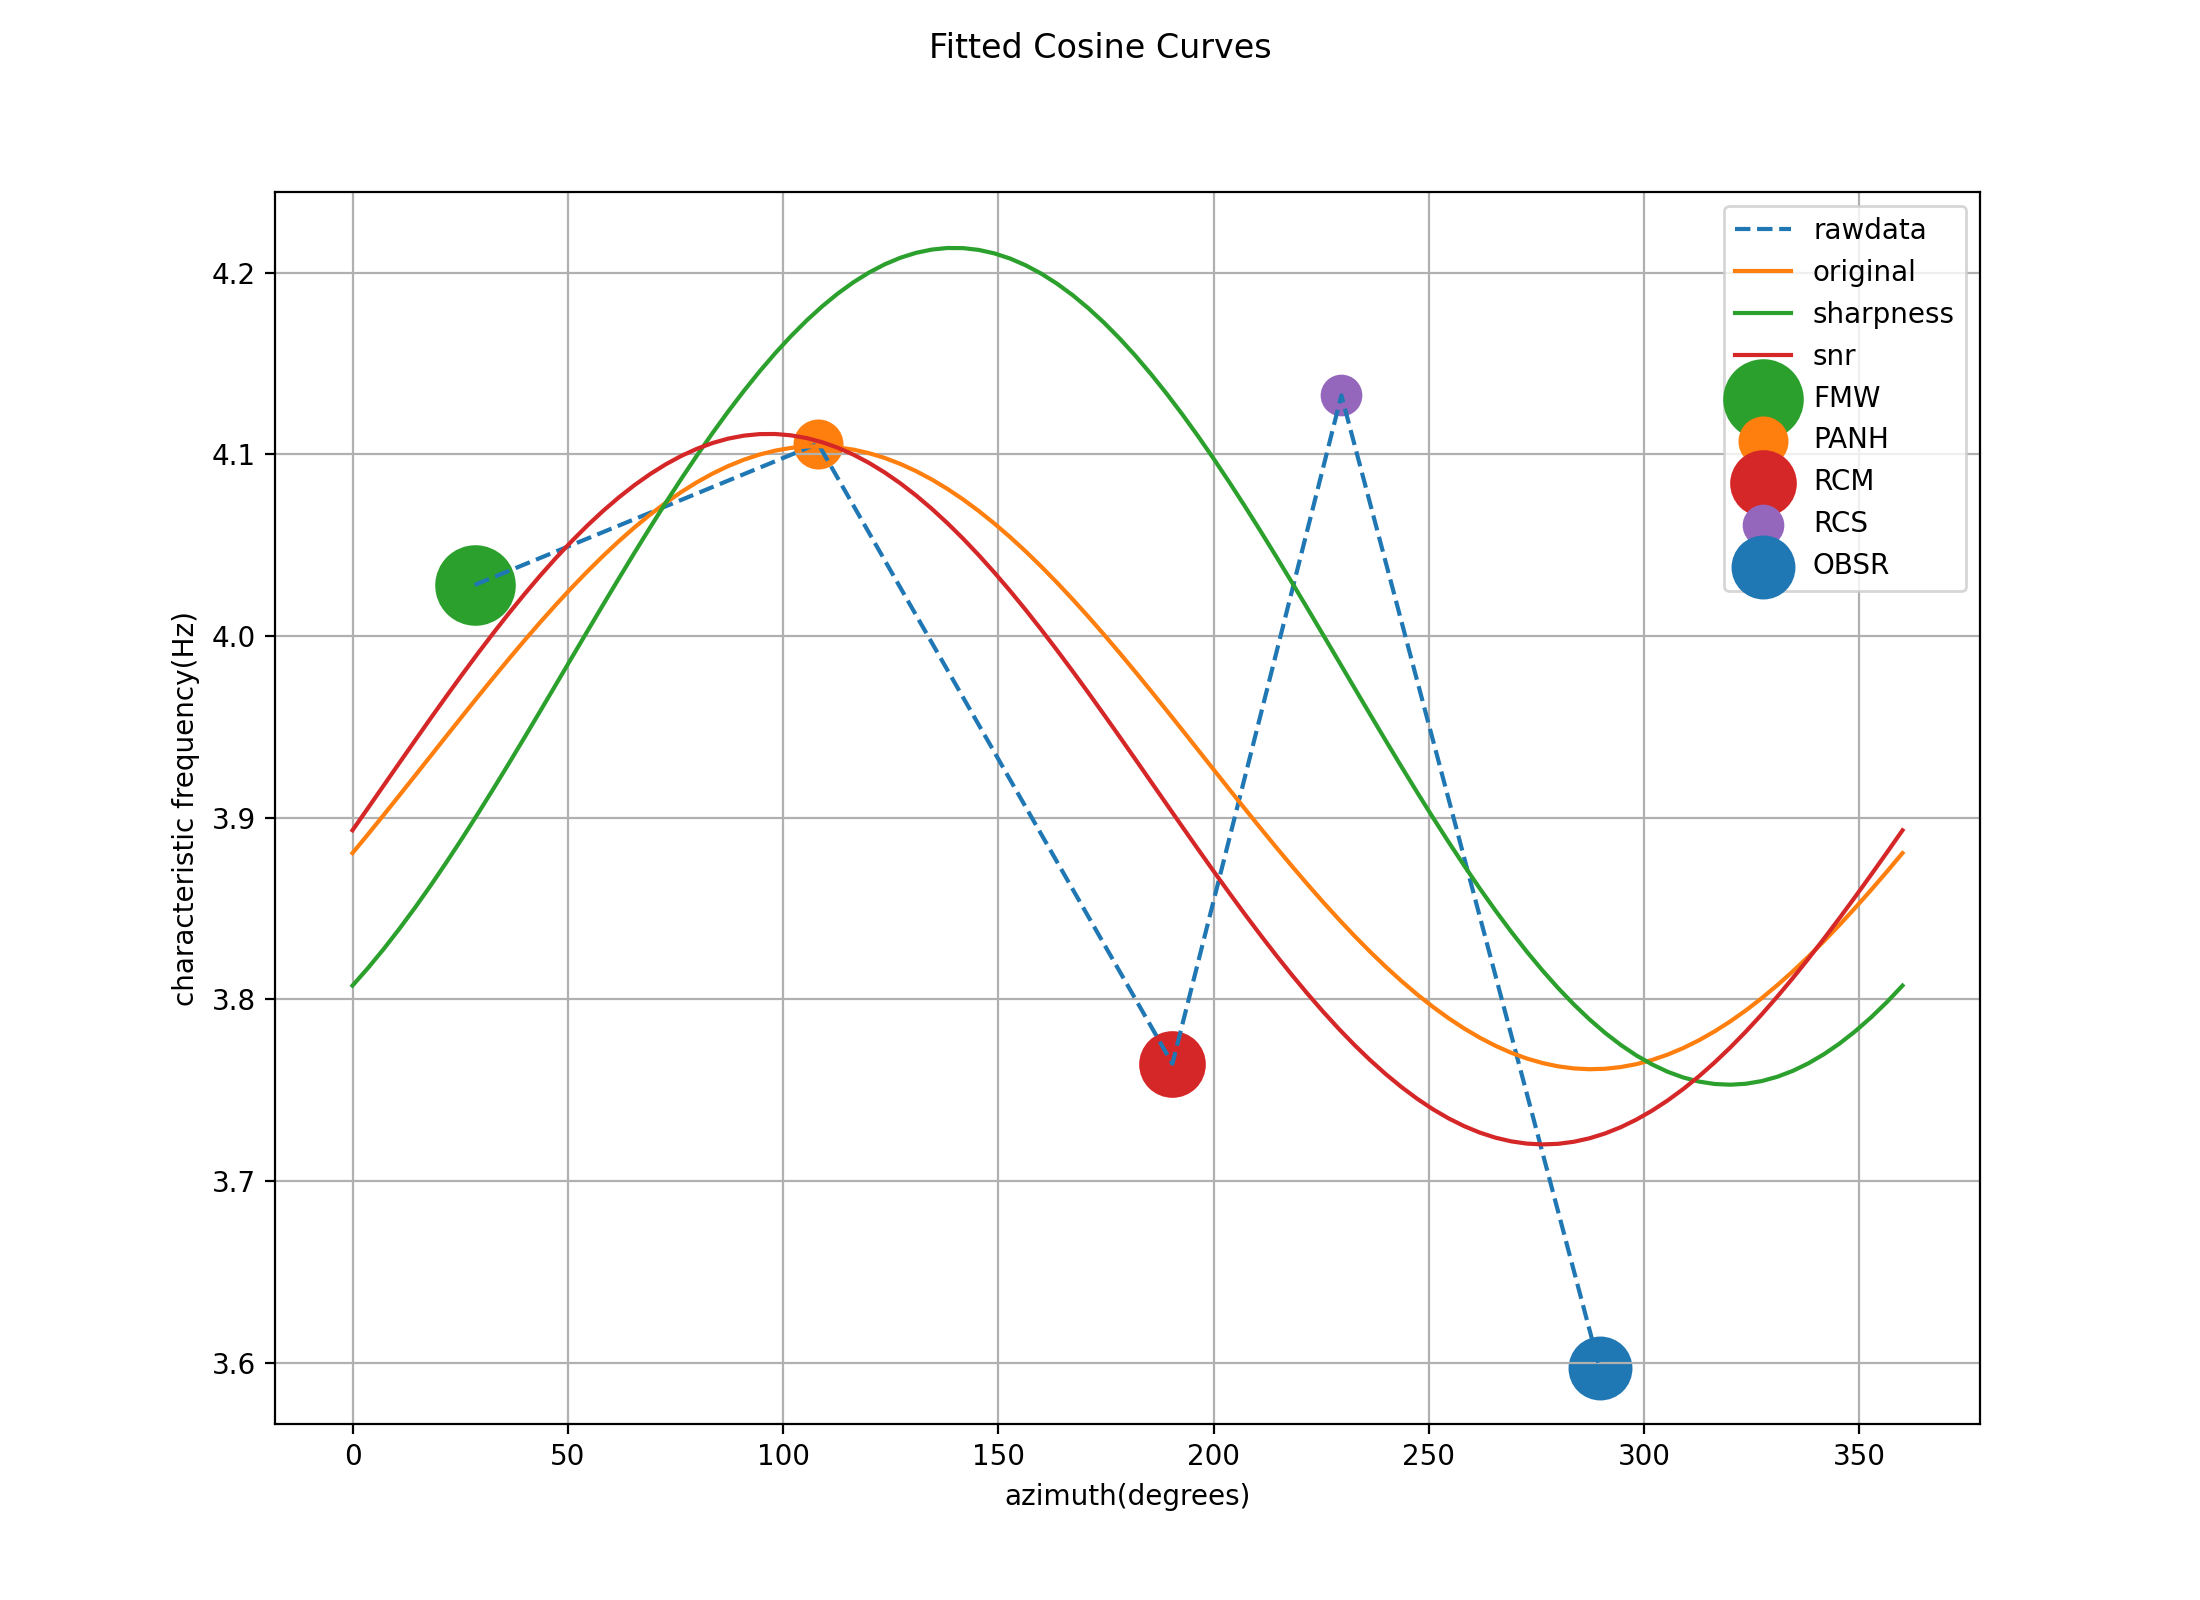 Fitted Cosine Curves
rawdata
original
sharpness
snr
FMW
PANH
RCM
RCS
OBSR
4.2
4.1
4.0
3.9
3.8
3.7
3.6
characteristic frequency(Hz)
0 50 100 150 200 250 300 350
azimuth(degrees)